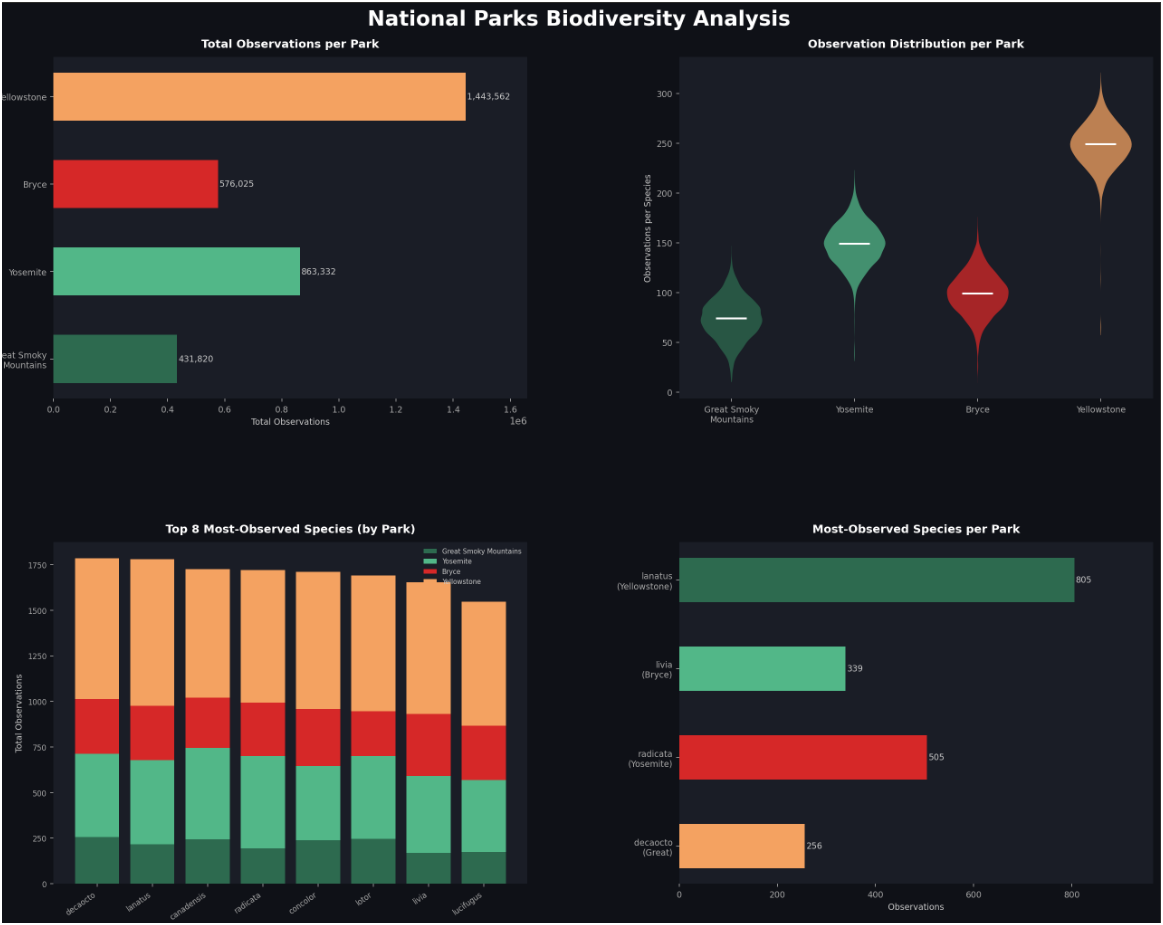 National Parks Biodiversity Analysis
Total Observations per Park
ellowstone
1,443,562
Bryce
576,025
Yosemite
863,332
eat Smoky
Mountains
431,820
0.0 0.2 0.4 0.6 0.8 1.0 1.2 1.4 1.6
1e6
Total Observations
Observation Distribution per Park
Observations per Species
300
250
200
150
100
50
0
Great Smoky
Mountains
Yosemite
Bryce
Yellowstone
Top 8 Most-Observed Species (by Park)
Great Smoky Mountains
Yosemite
Bryce
Yellowstone
Total Observations
1750
1500
1250
1000
750
500
250
0
decaocto
lanatus
canadensis
radicata
concolor
lotor
livia
lucifugus
Most-Observed Species per Park
lanatus
(Yellowstone)
805
livia
(Bryce)
339
radicata
(Yosemite)
505
decaocto
(Great)
256
0 200 400 600 800
Observations